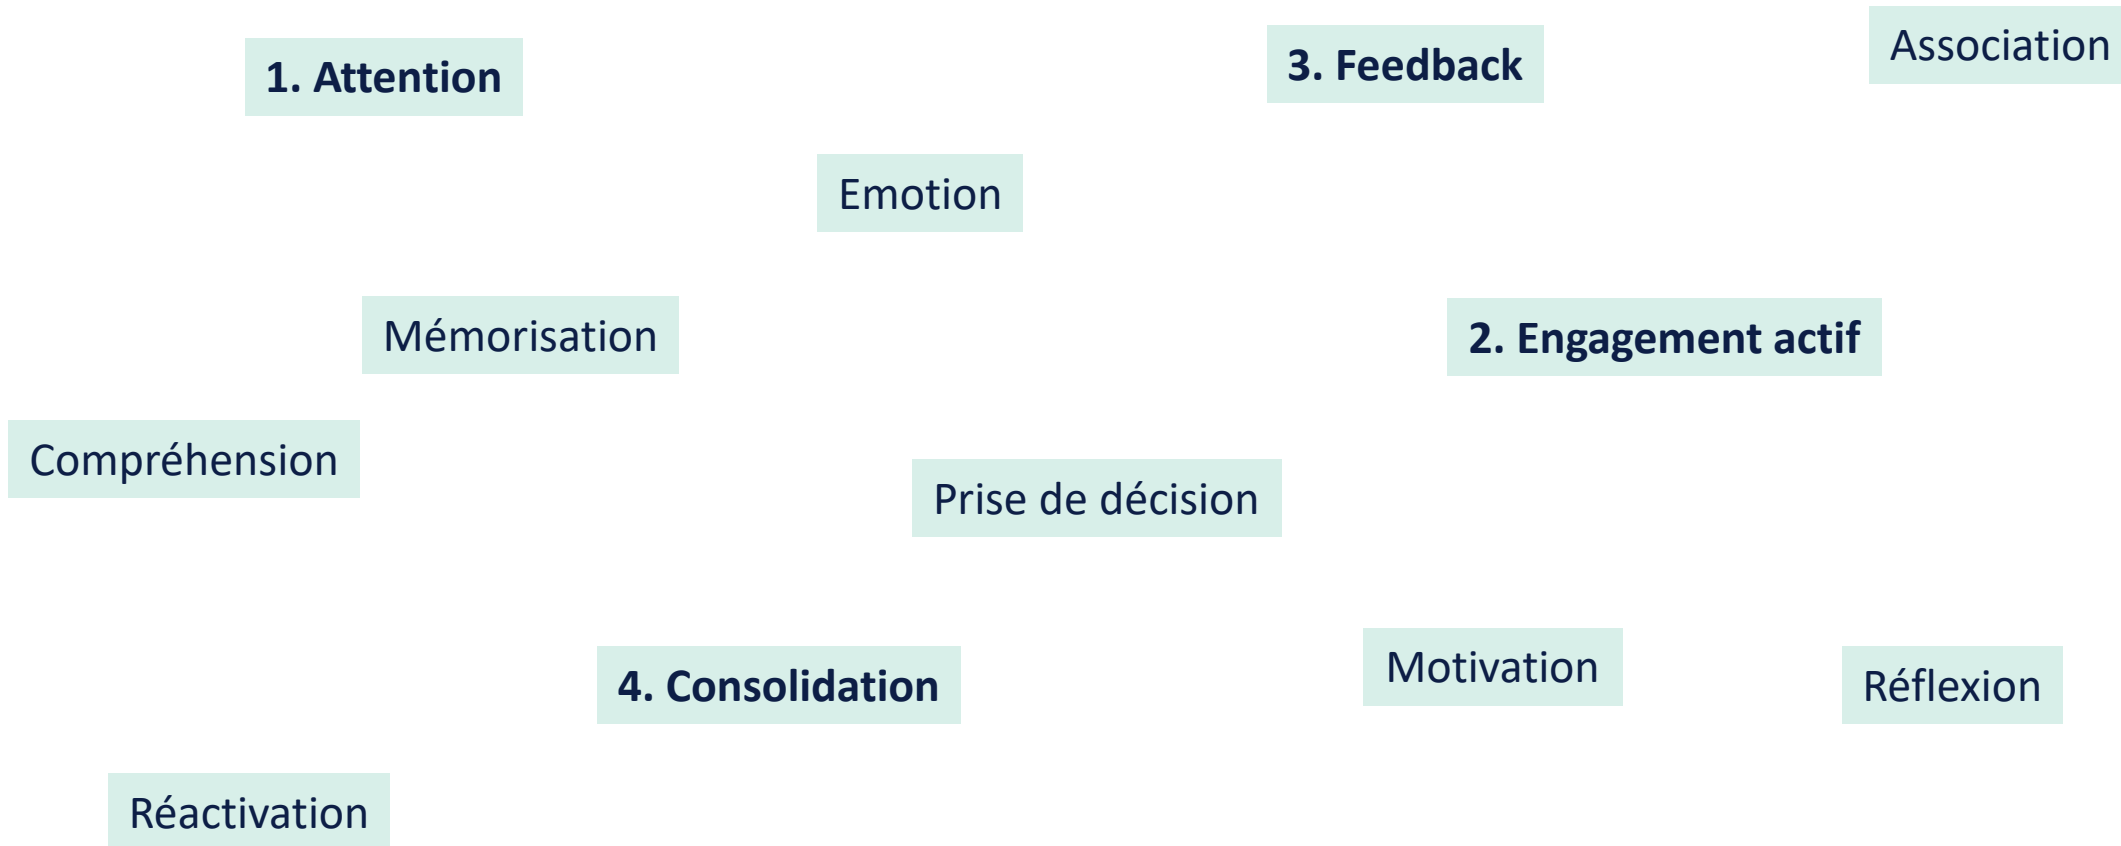 Association
3. Feedback
1. Attention
Emotion
Mémorisation
2. Engagement actif
Compréhension
Prise de décision
Motivation
4. Consolidation
Réflexion
Réactivation